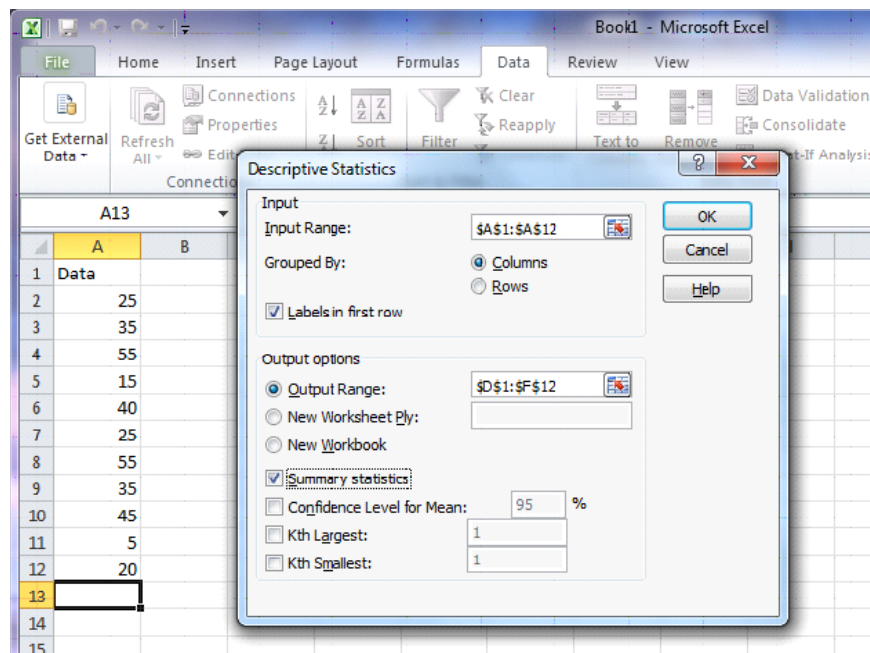 Book1 - Microsoft Excel
File Home Insert Page Layout Formulas Data Review View
Get External Data
Refresh All
Connections
Properties
Edit
Connectio
Sort
Filter
Clear
Reapply
Text to
Remove
Data Validation
Consolidate
t-If Analysis
A13
A B
1 Data
2 25
3 35
4 55
5 15
6 40
7 25
8 55
9 35
10 45
11 5
12 20
13
14
15
Descriptive Statistics
Input
Input Range: $A$1:$A$12
Grouped By: Columns
Rows
Labels in first row
OK
Cancel
Help
Output options
Output Range: $D$1:$F$12
New Worksheet Ply:
New Workbook
Summary statistics
Confidence Level for Mean: 95 %
Kth Largest: 1
Kth Smallest: 1